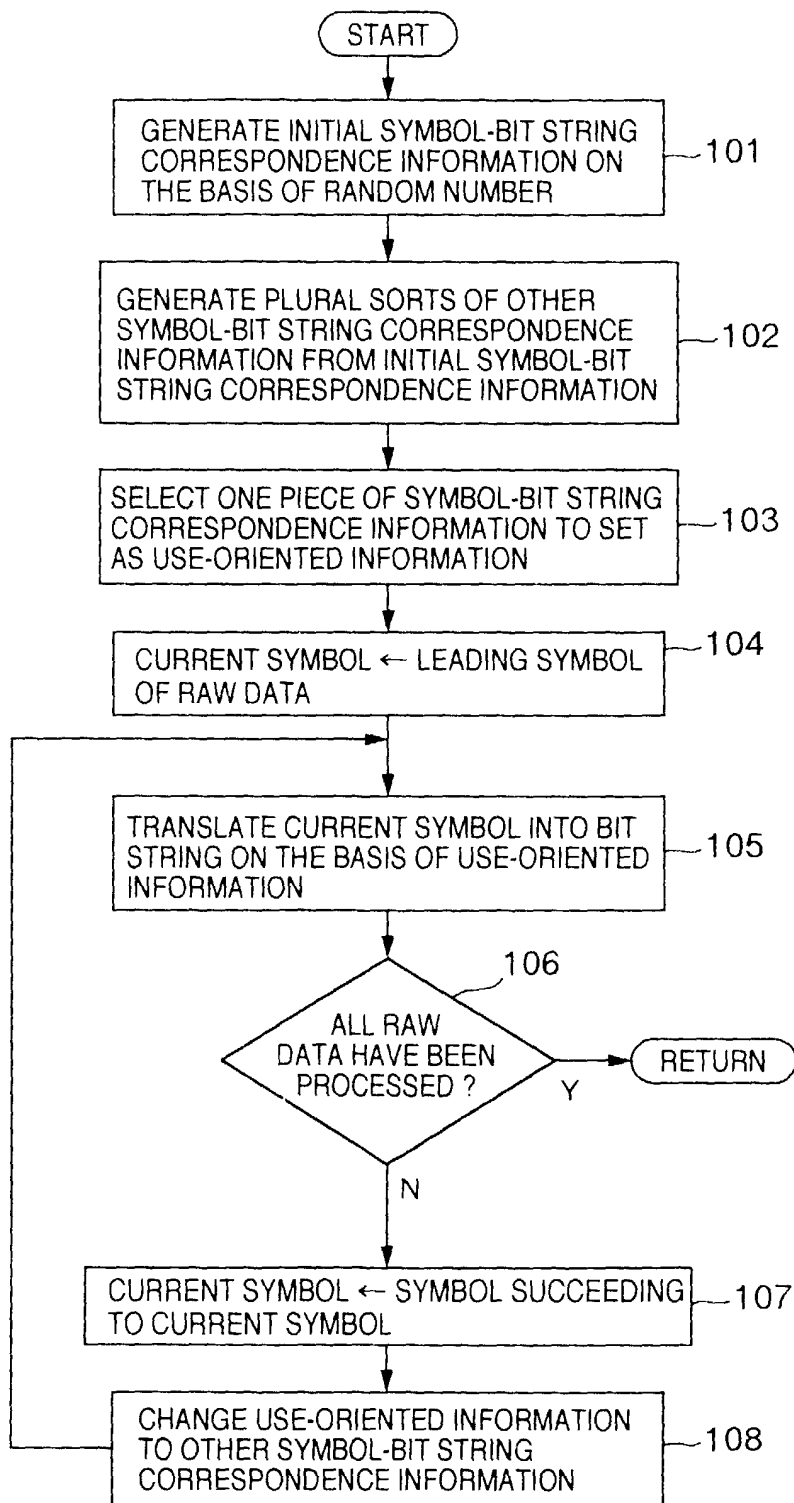 START
GENERATE INITIAL SYMBOL-BIT STRING
CORRESPONDENCE INFORMATION ON
THE BASIS OF RANDOM NUMBER
101
GENERATE PLURAL SORTS OF OTHER
SYMBOL-BIT STRING CORRESPONDENCE
INFORMATION FROM INITIAL SYMBOL-BIT
STRING CORRESPONDENCE INFORMATION
102
SELECT ONE PIECE OF SYMBOL-BIT STRING
CORRESPONDENCE INFORMATION TO SET
AS USE-ORIENTED INFORMATION
103
CURRENT SYMBOL ← LEADING SYMBOL
OF RAW DATA
104
TRANSLATE CURRENT SYMBOL INTO BIT
STRING ON THE BASIS OF USE-ORIENTED
INFORMATION
105
106
ALL RAW
DATA HAVE BEEN
PROCESSED ?
Y
RETURN
N
CURRENT SYMBOL ← SYMBOL SUCCEEDING
TO CURRENT SYMBOL
107
CHANGE USE-ORIENTED INFORMATION
TO OTHER SYMBOL-BIT STRING
CORRESPONDENCE INFORMATION
108